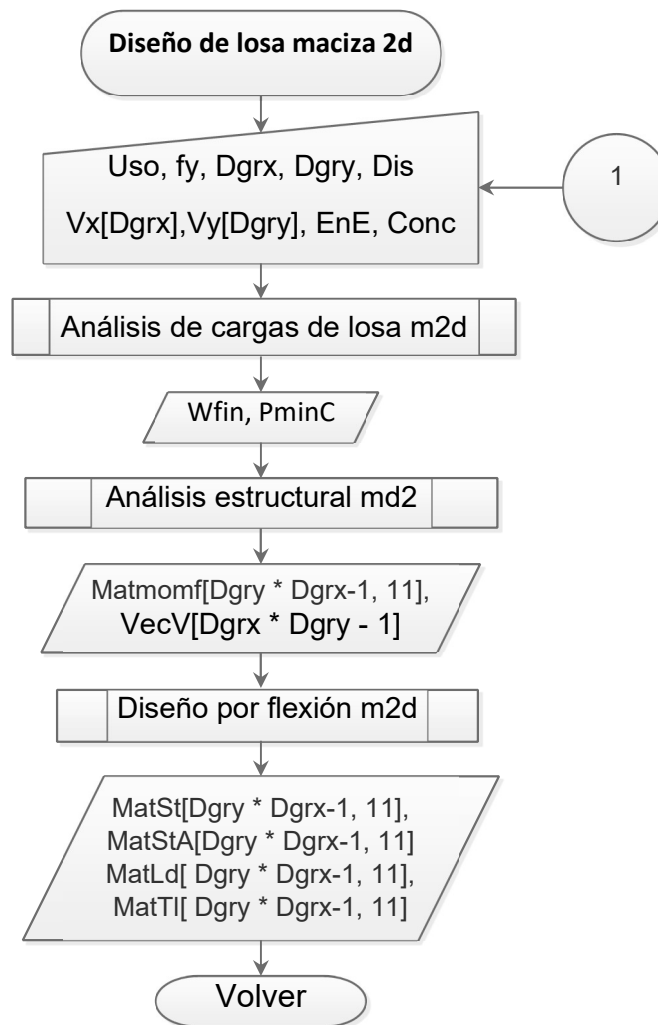 Diseño de losa maciza 2d
Uso, fy, Dgrx, Dgry, Dis
Vx[Dgrx],Vy[Dgry], EnE, Conc
1
Análisis de cargas de losa m2d
Wfin, PminC
Análisis estructural md2
Matmomf[Dgry * Dgrx-1, 11],
VecV[Dgrx * Dgry - 1]
Diseño por flexión m2d
MatSt[Dgry * Dgrx-1, 11],
MatStA[Dgry * Dgrx-1, 11]
MatLd[ Dgry * Dgrx-1, 11],
MatTl[ Dgry * Dgrx-1, 11]
Volver